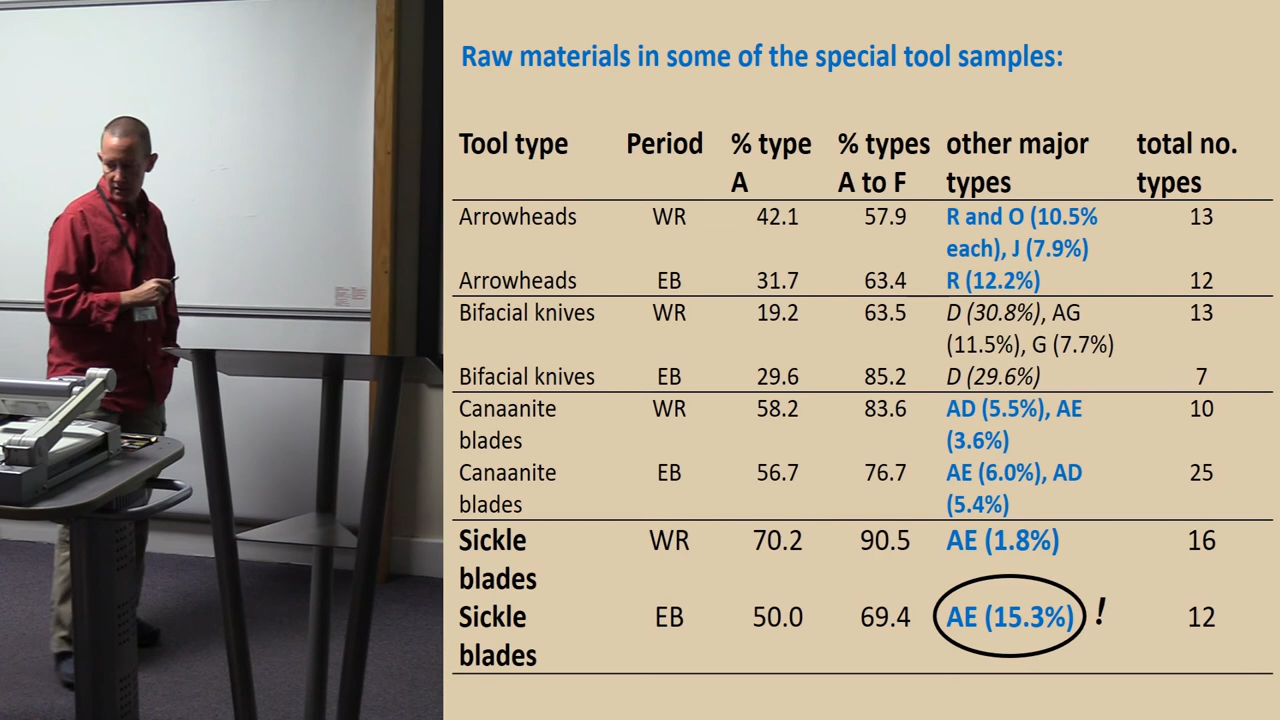 Raw materials in some of the special tool samples:
Tool type Period % type A % types A to F other major types total no. types
Arrowheads WR 42.1 57.9 R and O (10.5% each), J (7.9%) 13
Arrowheads EB 31.7 63.4 R (12.2%) 12
Bifacial knives WR 19.2 63.5 D (30.8%), AG (11.5%), G (7.7%) 13
Bifacial knives EB 29.6 85.2 D (29.6%) 7
Canaanite blades WR 58.2 83.6 AD (5.5%), AE (3.6%) 10
Canaanite blades EB 56.7 76.7 AE (6.0%), AD (5.4%) 25
Sickle blades WR 70.2 90.5 AE (1.8%) 16
Sickle blades EB 50.0 69.4 AE (15.3%) ! 12